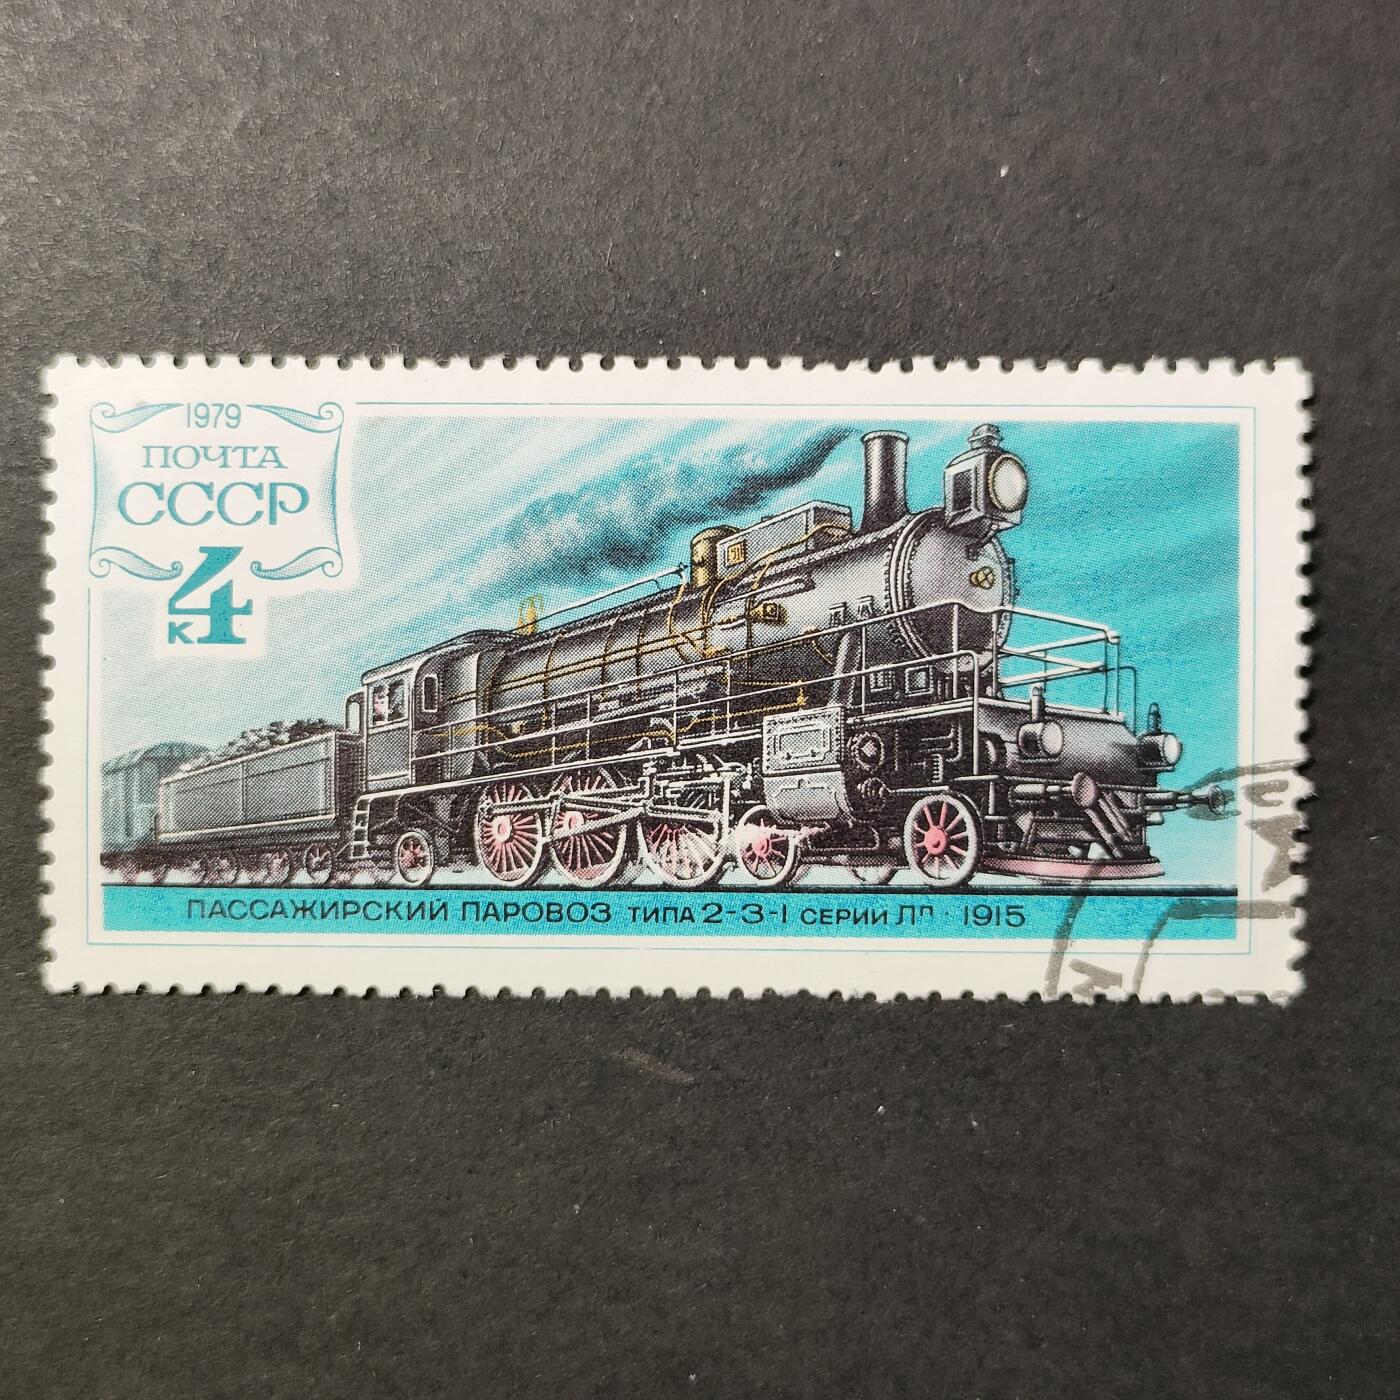 1979
ПОЧТА
СССР
4
К
ПАССАЖИРСКИЙ ПАРОВОЗ ТИПА 2-3-1 СЕРИИ Лп · 1915